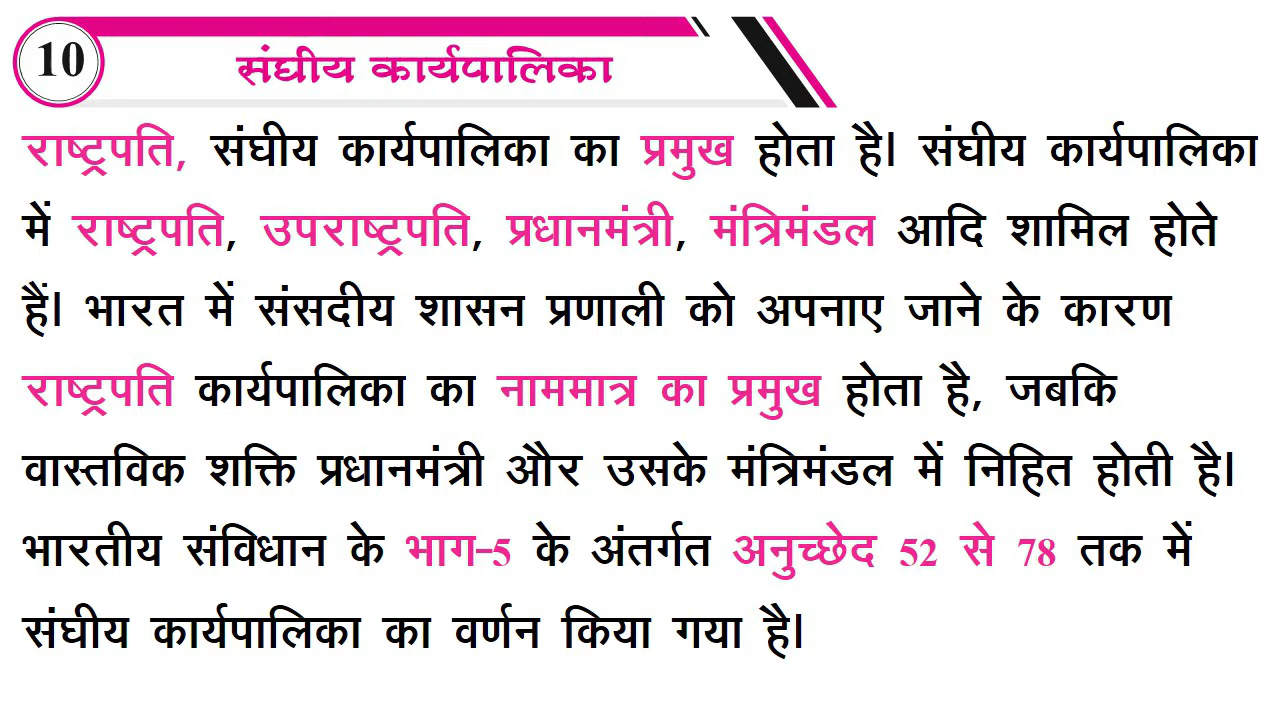 10
संघीय कार्यपालिका
राष्ट्रपति, संघीय कार्यपालिका का प्रमुख होता है। संघीय कार्यपालिका
में राष्ट्रपति, उपराष्ट्रपति, प्रधानमंत्री, मंत्रिमंडल आदि शामिल होते
हैं। भारत में संसदीय शासन प्रणाली को अपनाए जाने के कारण
राष्ट्रपति कार्यपालिका का नाममात्र का प्रमुख होता है, जबकि
वास्तविक शक्ति प्रधानमंत्री और उसके मंत्रिमंडल में निहित होती है।
भारतीय संविधान के भाग-5 के अंतर्गत अनुच्छेद 52 से 78 तक में
संघीय कार्यपालिका का वर्णन किया गया है।